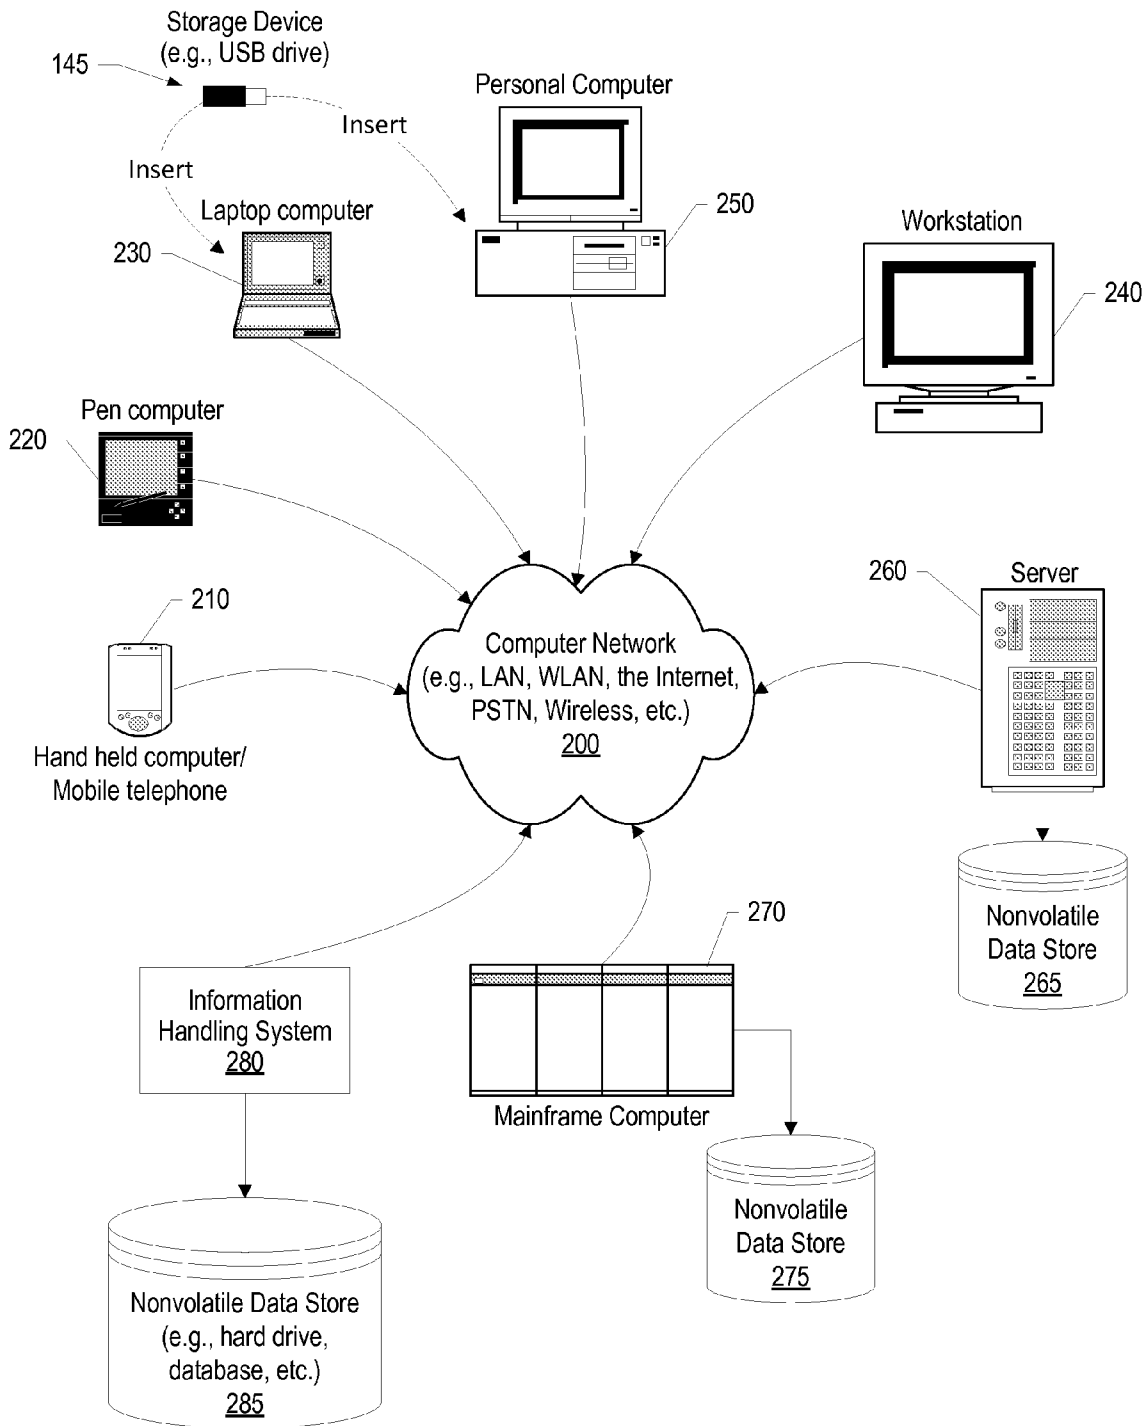 Storage Device
(e.g., USB drive)
145
Insert
Insert
Personal Computer
250
Laptop computer
230
Workstation
240
Pen computer
220
210
Hand held computer/
Mobile telephone
Computer Network
(e.g., LAN, WLAN, the Internet,
PSTN, Wireless, etc.)
200
260
Server
Nonvolatile
Data Store
265
Information
Handling System
280
270
Mainframe Computer
Nonvolatile
Data Store
275
Nonvolatile Data Store
(e.g., hard drive,
database, etc.)
285